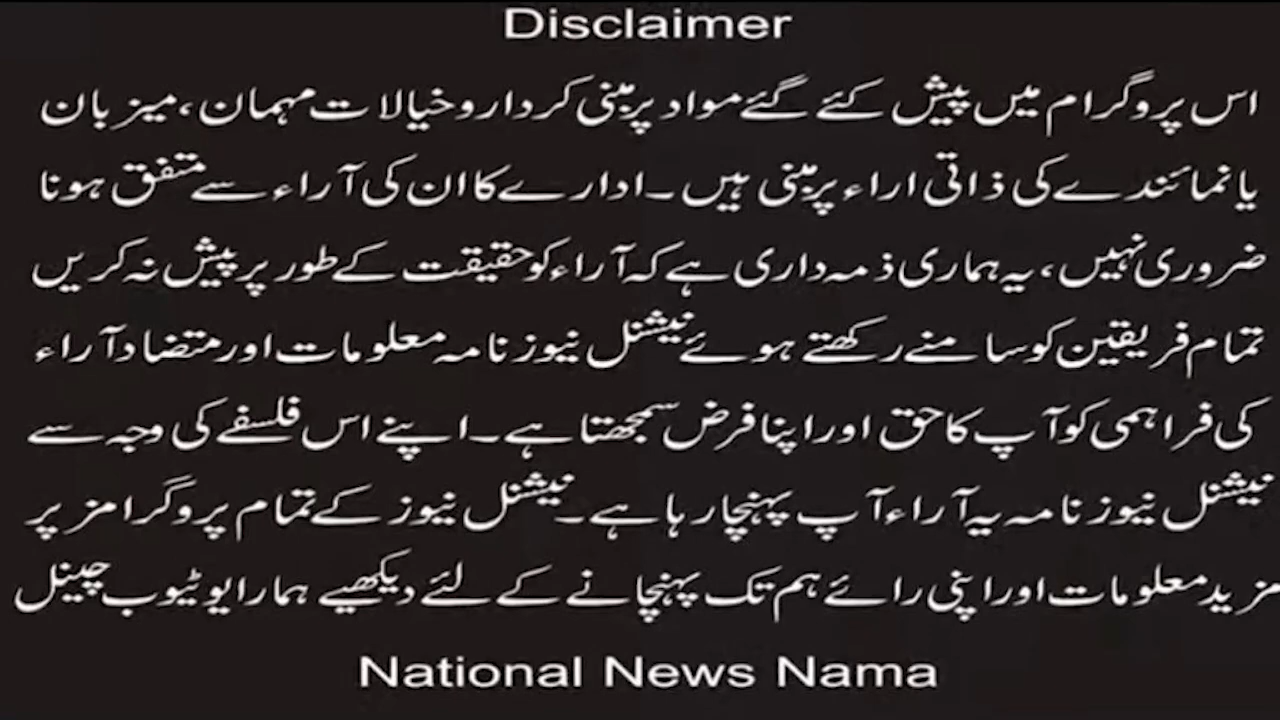 Disclaimer
اس پروگرام میں پیش کئے گئے مواد پر مبنی کردار و خیالات مہمان، میزبان
یا نمائندے کی ذاتی اراء پر مبنی ہیں۔ ادارے کا ان کی آراء سے متفق ہونا
ضروری نہیں، یہ ہماری ذمہ داری ہے کہ آراء کو حقیقت کے طور پر پیش نہ کریں
تمام فریقین کو سامنے رکھتے ہوئے نیشنل نیوز نامہ معلومات اور متضاد آراء
کی فراہمی کو آپ کا حق اور اپنا فرض سمجھتا ہے۔ اپنے اس فلسفے کی وجہ سے
نیشنل نیوز نامہ یہ آراء آپ پہنچا رہا ہے۔ نیشنل نیوز کے تمام پروگرامز پر
مزید معلومات اور اپنی رائے ہم تک پہنچانے کے لئے دیکھیے ہمارا یوٹیوب چینل
National News Nama